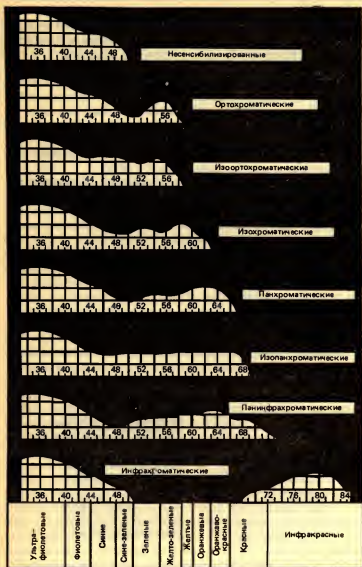 36 40 44 48
Несенсибилизированные
36 40 44 48 56
Ортохроматические
36 40 44 48 52 56
Изоортохроматические
36 40 44 48 52 56 60
Изохроматические
36 40 44 48 52 56 60 64
Панхроматические
36 40 44 48 52 56 60 64 68
Изопанхроматические
36 40 44 48 52 56 60 64 68
Панинфрахроматические
36 40 44 48 72 76 80 84
Инфрахроматические
Ультра-
фиолетовые
Фиолетовые
Синие
Сине-зеленые
Зеленые
Желто-зеленые
Желтые
Оранжевые
Оранжево-
красные
Красные
Инфракрасные